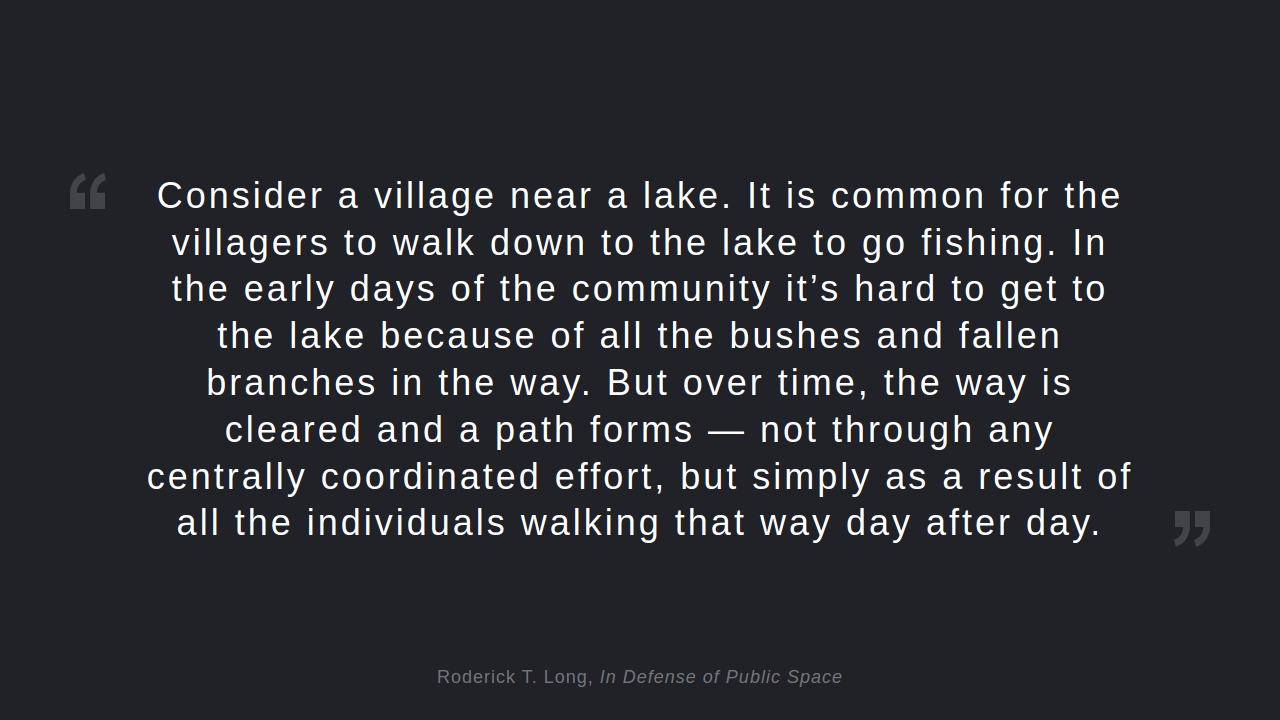 “
Consider a village near a lake. It is common for the
villagers to walk down to the lake to go fishing. In
the early days of the community it’s hard to get to
the lake because of all the bushes and fallen
branches in the way. But over time, the way is
cleared and a path forms — not through any
centrally coordinated effort, but simply as a result of
all the individuals walking that way day after day.
”
Roderick T. Long, In Defense of Public Space